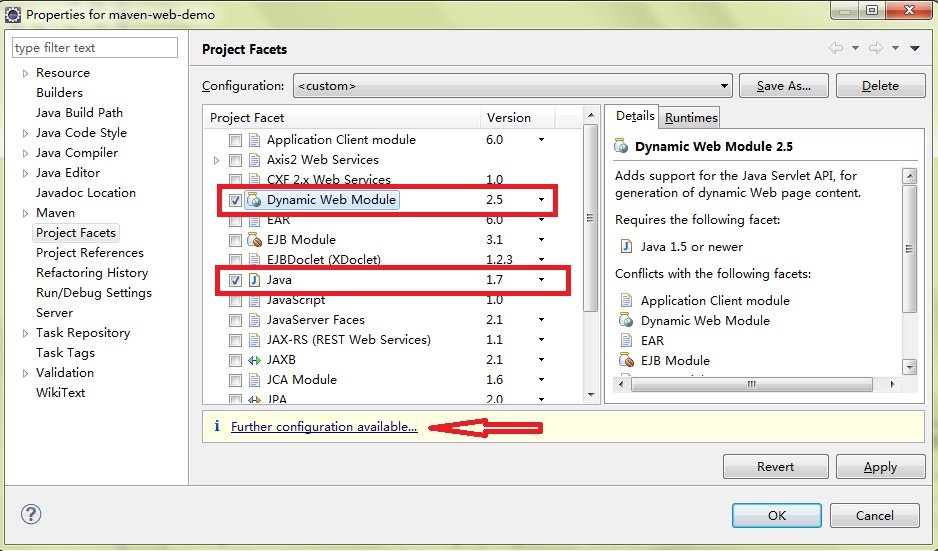 Properties for maven-web-demo
type filter text
Resource
Builders
Java Build Path
Java Code Style
Java Compiler
Java Editor
Javadoc Location
Maven
Project Facets
Project References
Refactoring History
Run/Debug Settings
Server
Task Repository
Task Tags
Validation
WikiText
Project Facets
Configuration: <custom> Save As... Delete
Project Facet Version
Application Client module 6.0
Axis2 Web Services
CXF 2.x Web Services 1.0
Dynamic Web Module 2.5
EAR 6.0
EJB Module 3.1
EJBDoclet (XDoclet) 1.2.3
Java 1.7
JavaScript 1.0
JavaServer Faces 2.1
JAX-RS (REST Web Services) 1.1
JAXB 2.1
JCA Module 1.6
JPA 2.0
Details Runtimes
Dynamic Web Module 2.5
Adds support for the Java Servlet API, for
generation of dynamic Web page content.
Requires the following facet:
Java 1.5 or newer
Conflicts with the following facets:
Application Client module
Dynamic Web Module
EAR
EJB Module
Further configuration available...
Revert Apply
OK Cancel